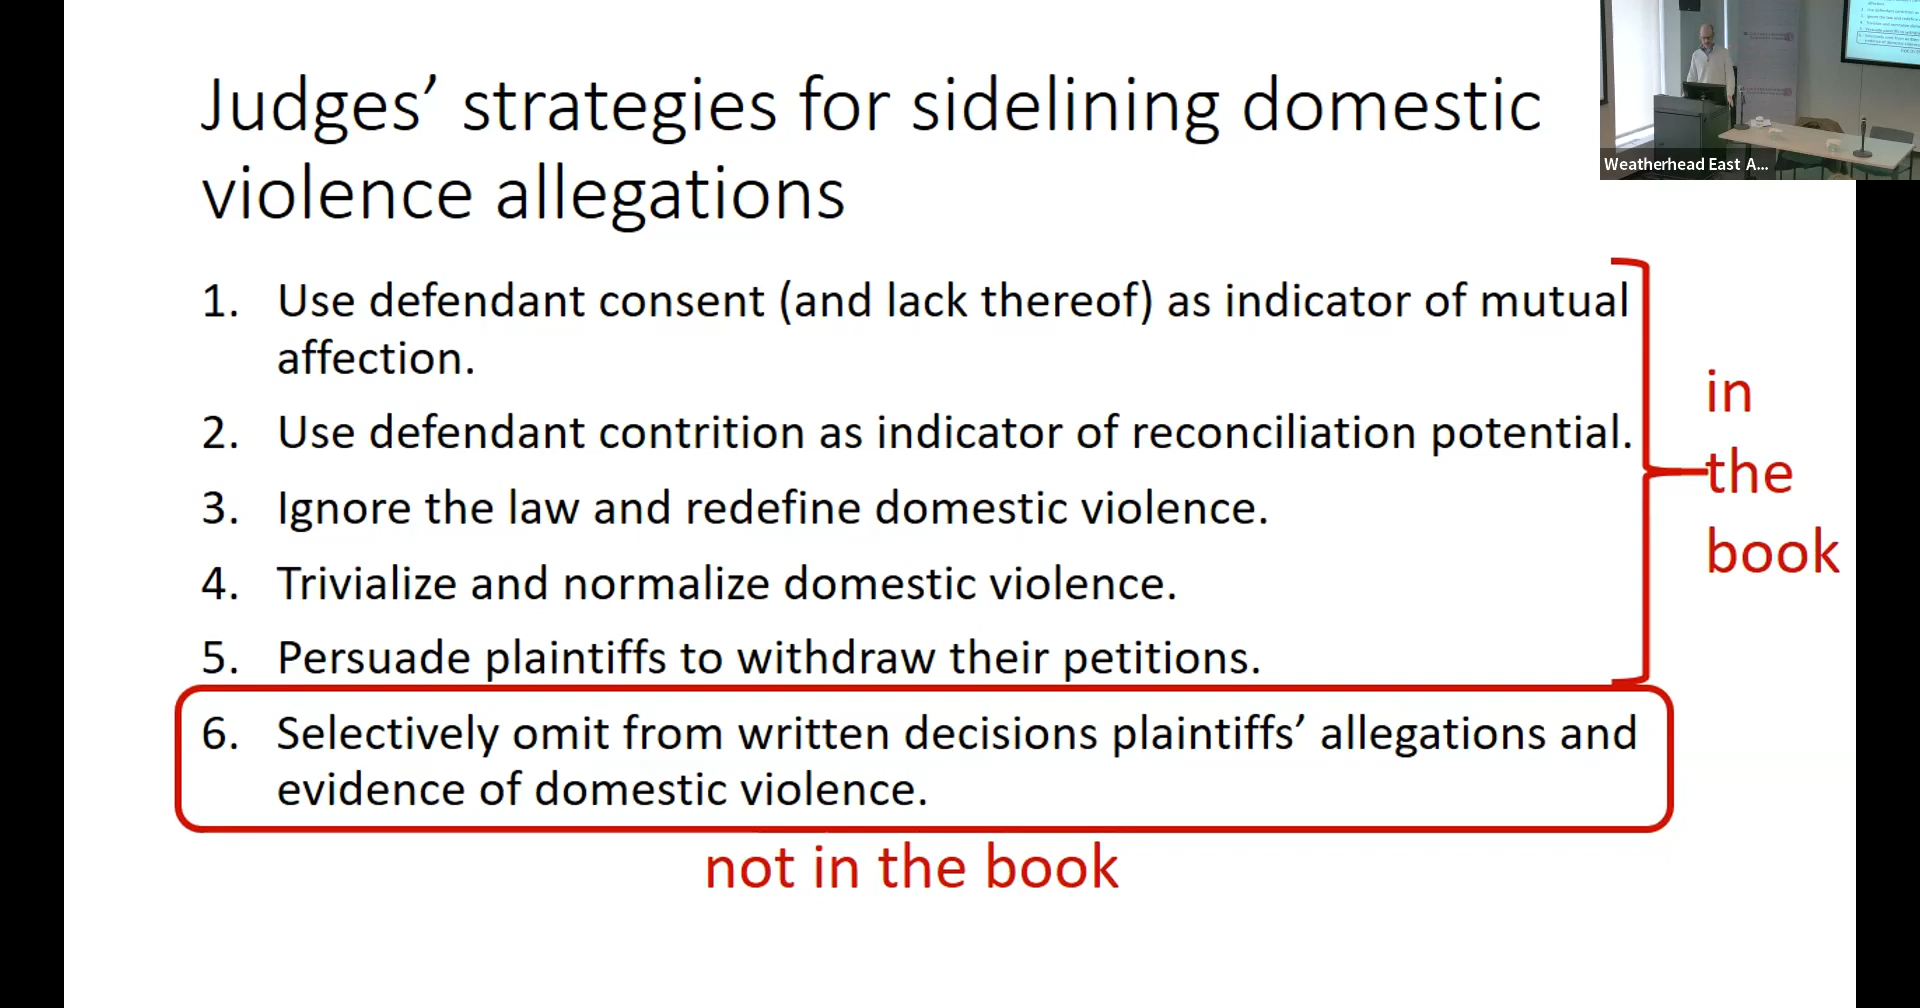 Judges’ strategies for sidelining domestic
violence allegations
1. Use defendant consent (and lack thereof) as indicator of mutual
affection.
2. Use defendant contrition as indicator of reconciliation potential.
3. Ignore the law and redefine domestic violence.
4. Trivialize and normalize domestic violence.
5. Persuade plaintiffs to withdraw their petitions.
6. Selectively omit from written decisions plaintiffs’ allegations and
evidence of domestic violence.
in
the
book
not in the book
Weatherhead East A...